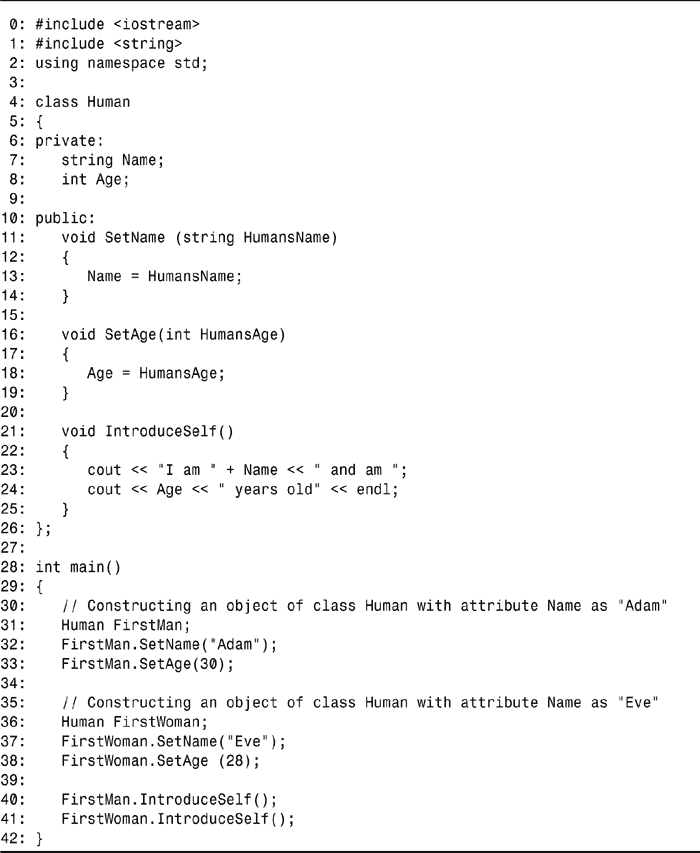 0: #include <iostream>
1: #include <string>
2: using namespace std;
3:
4: class Human
5: {
6: private:
7:    string Name;
8:    int Age;
9:
10: public:
11:    void SetName (string HumansName)
12:    {
13:       Name = HumansName;
14:    }
15:
16:    void SetAge(int HumansAge)
17:    {
18:       Age = HumansAge;
19:    }
20:
21:    void IntroduceSelf()
22:    {
23:       cout << "I am " + Name << " and am ";
24:       cout << Age << " years old" << endl;
25:    }
26: };
27:
28: int main()
29: {
30:    // Constructing an object of class Human with attribute Name as "Adam"
31:    Human FirstMan;
32:    FirstMan.SetName("Adam");
33:    FirstMan.SetAge(30);
34:
35:    // Constructing an object of class Human with attribute Name as "Eve"
36:    Human FirstWoman;
37:    FirstWoman.SetName("Eve");
38:    FirstWoman.SetAge (28);
39:
40:    FirstMan.IntroduceSelf();
41:    FirstWoman.IntroduceSelf();
42: }